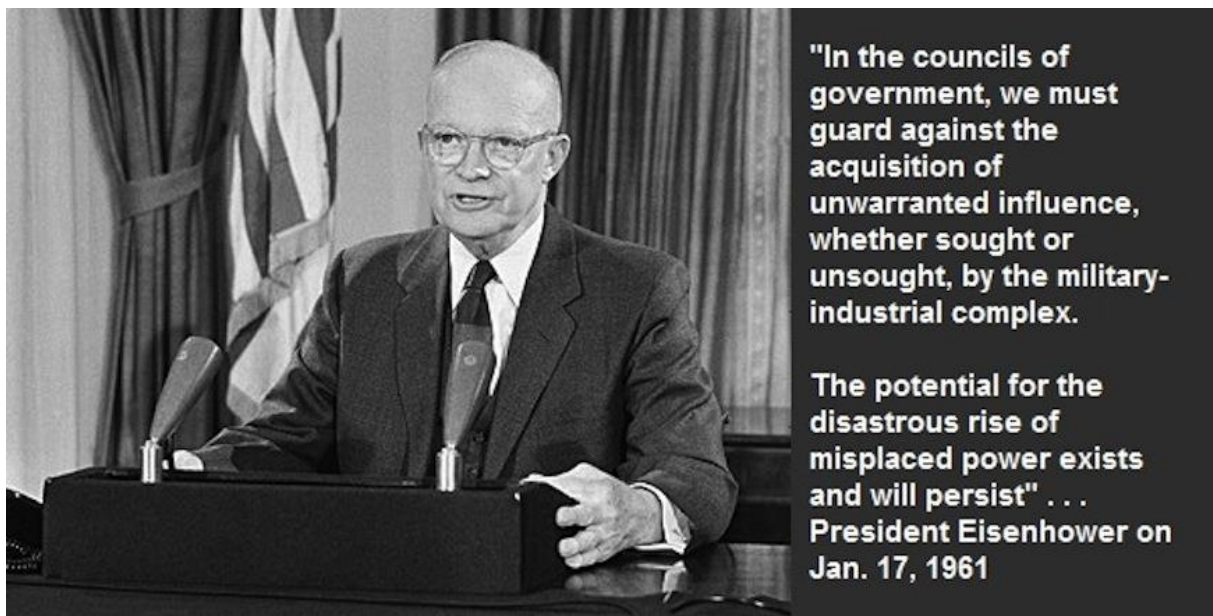 "In the councils of
government, we must
guard against the
acquisition of
unwarranted influence,
whether sought or
unsought, by the military-
industrial complex.
The potential for the
disastrous rise of
misplaced power exists
and will persist" . . .
President Eisenhower on
Jan. 17, 1961